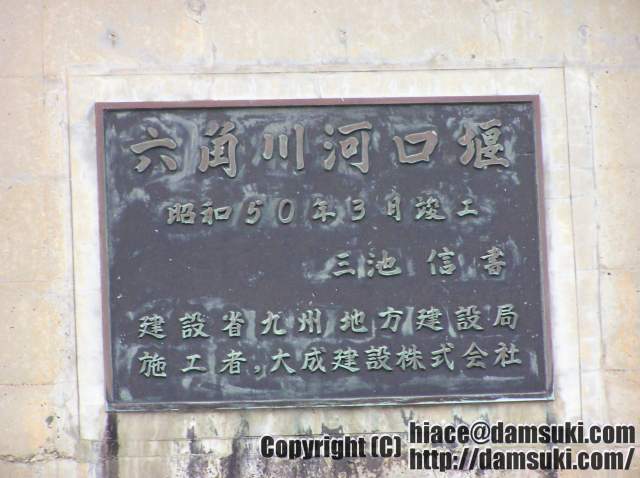 六角川河口堰
昭和50年3月竣工
三池 信書
建設省九州地方建設局
施工者,大成建設株式会社
Copyright (C) hiace@damsuki.com
http://damsuki.com/